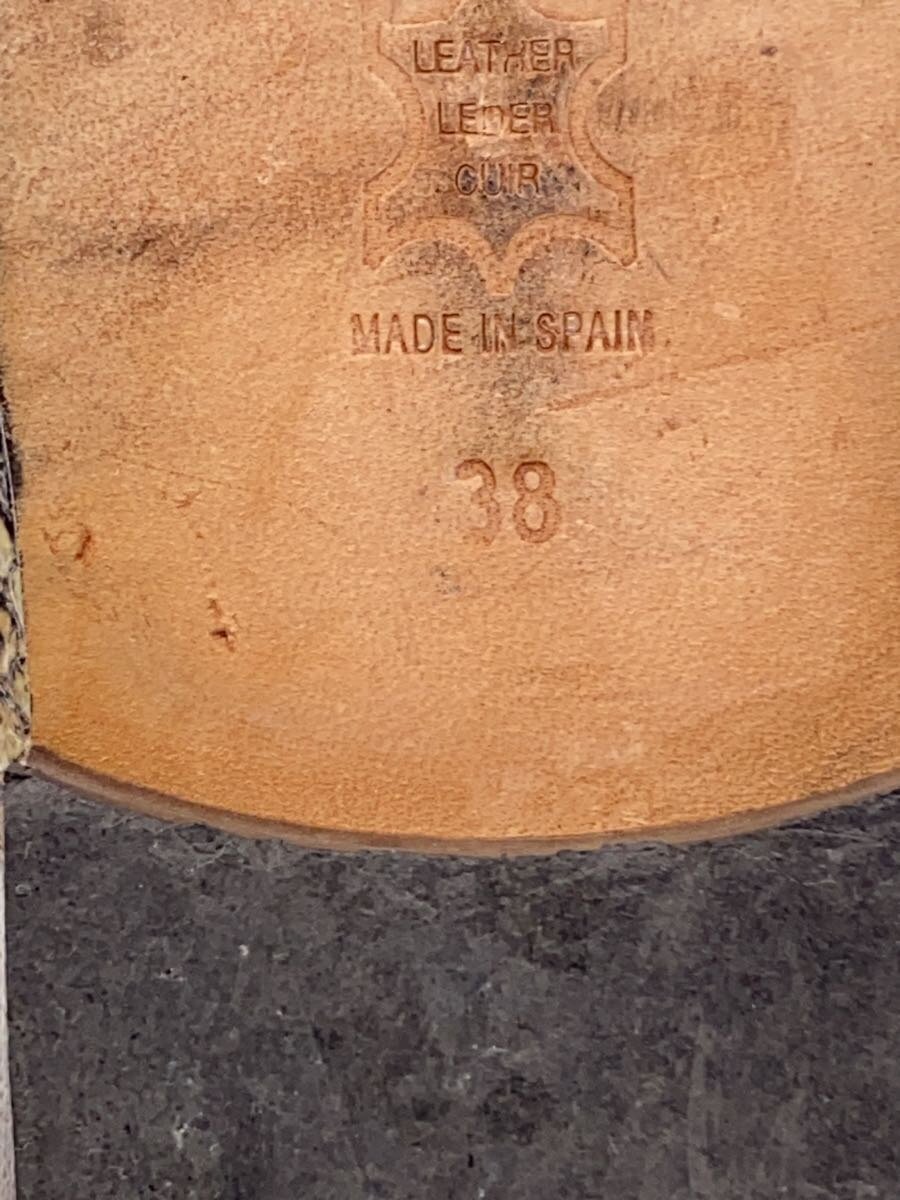 LEATHER
LEDER
CUIR
MADE IN SPAIN
38